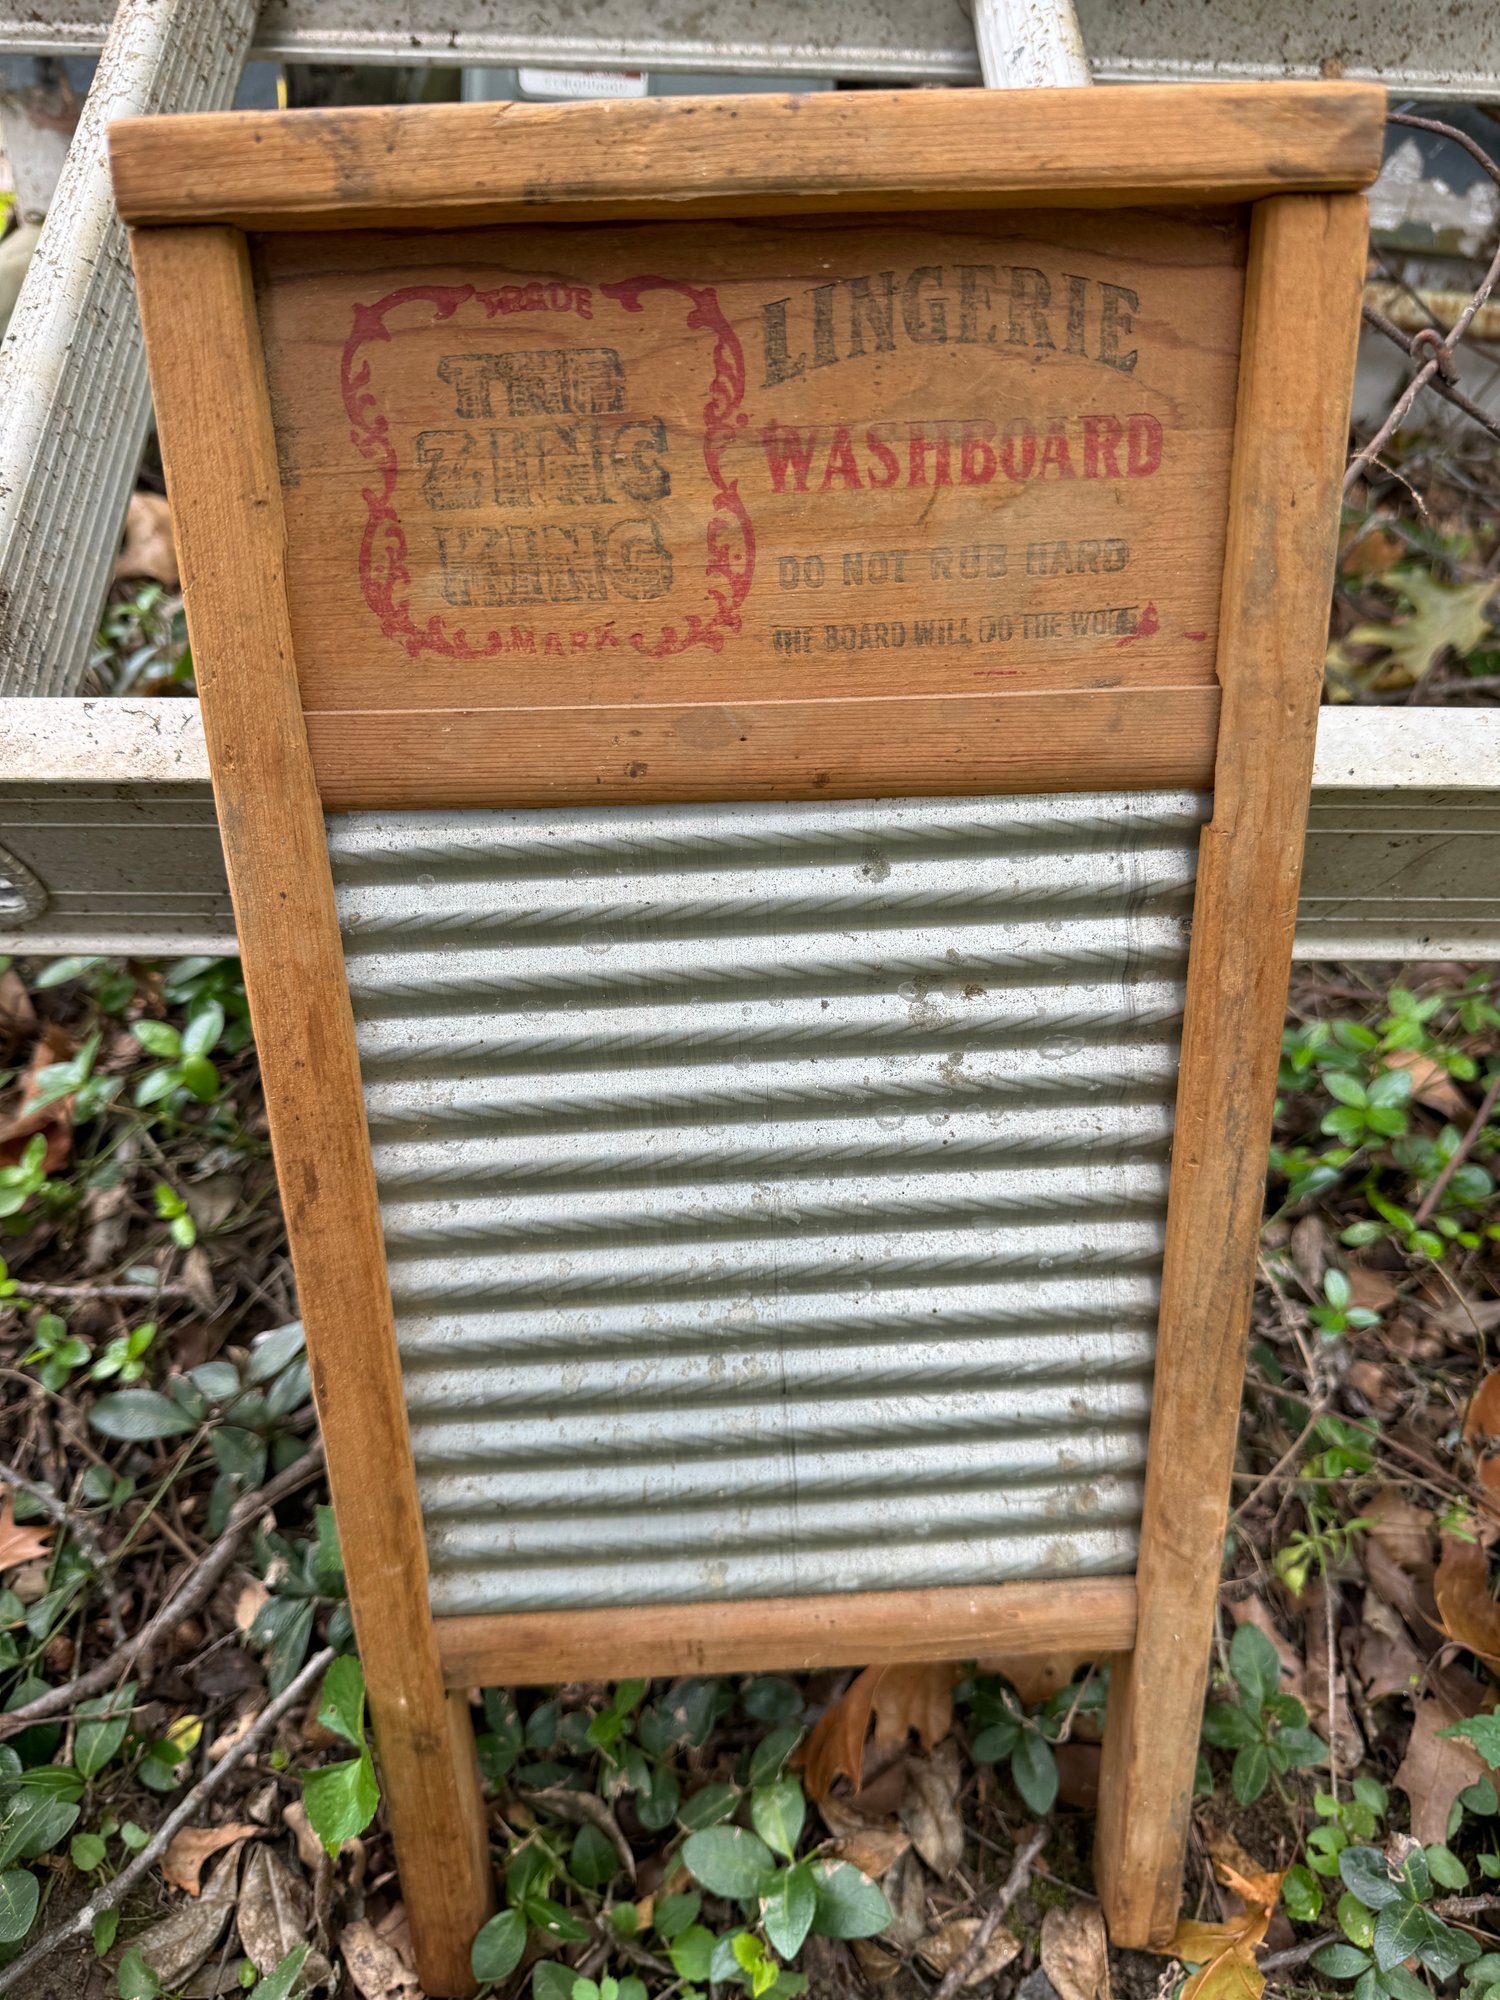 TRADE
THE
ZINC
KING
MARK
LINGERIE
WASHBOARD
DO NOT RUB HARD
THE BOARD WILL DO THE WORK